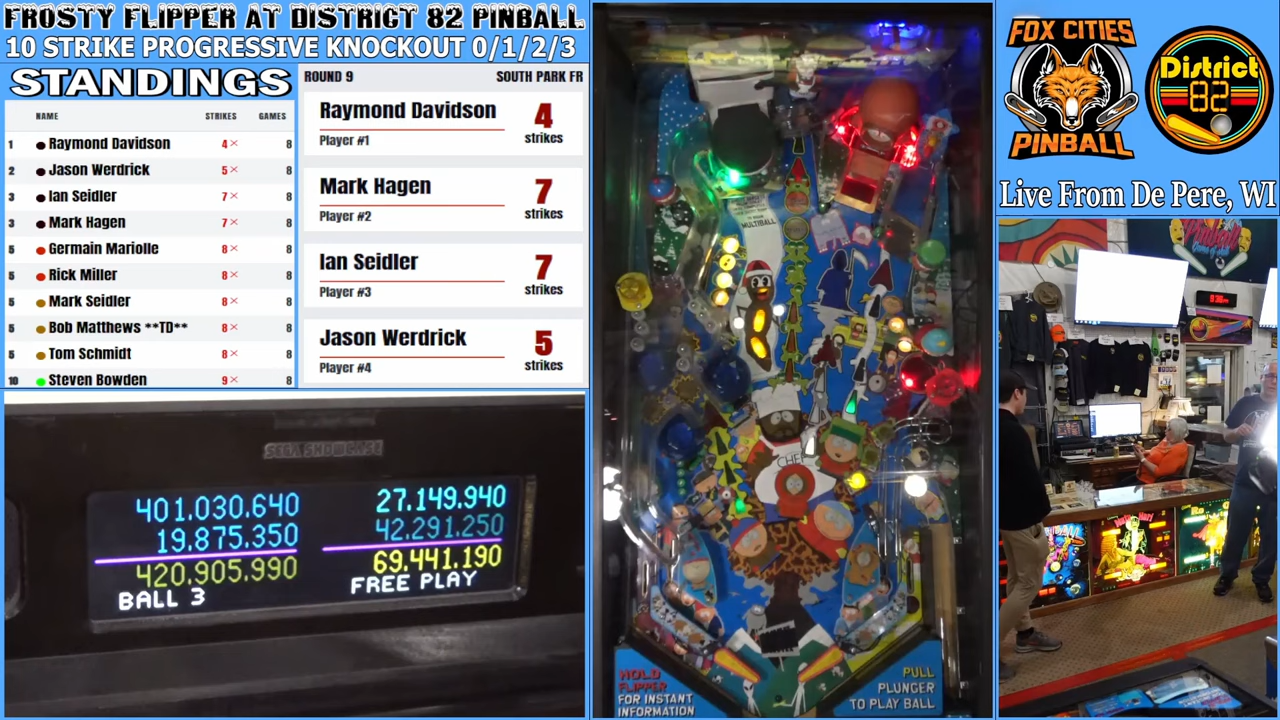 FROSTY FLIPPER AT DISTRICT 82 PINBALL
10 STRIKE PROGRESSIVE KNOCKOUT 0/1/2/3
STANDINGS
NAME STRIKES GAMES
1 Raymond Davidson 4× 8
2 Jason Werdrick 5× 8
3 Ian Seidler 7× 8
3 Mark Hagen 7× 8
5 Germain Mariolle 8× 8
5 Rick Miller 8× 8
5 Mark Seidler 8× 8
5 Bob Matthews **TD** 8× 8
5 Tom Schmidt 8× 8
10 Steven Bowden 9× 8
ROUND 9 SOUTH PARK FR
Raymond Davidson 4
Player #1 strikes
Mark Hagen 7
Player #2 strikes
Ian Seidler 7
Player #3 strikes
Jason Werdrick 5
Player #4 strikes
SEGA SHOWCASE
401.030.640 27.149.940
19.875.350 42.291.250
420.905.990 69.441.190
BALL 3 FREE PLAY
MULTIBALL
CHEF
HOLD
FLIPPER
FOR INSTANT
INFORMATION
PULL
PLUNGER
TO PLAY BALL
FOX CITIES
PINBALL
District
82
Live From De Pere, WI
Pinball